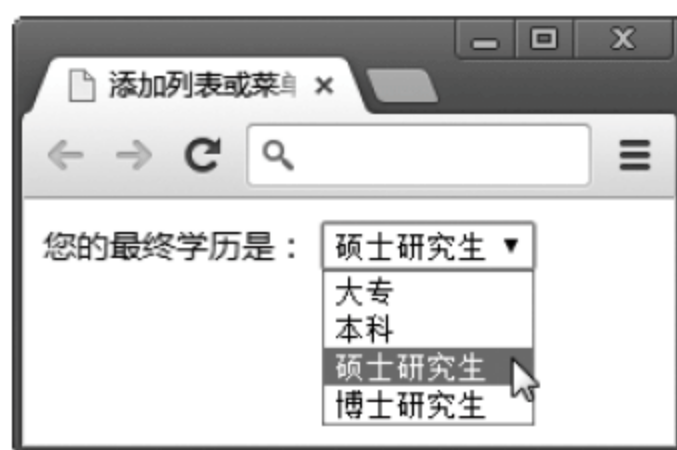 添加列表或菜单
您的最终学历是： 硕士研究生
大专
本科
硕士研究生
博士研究生